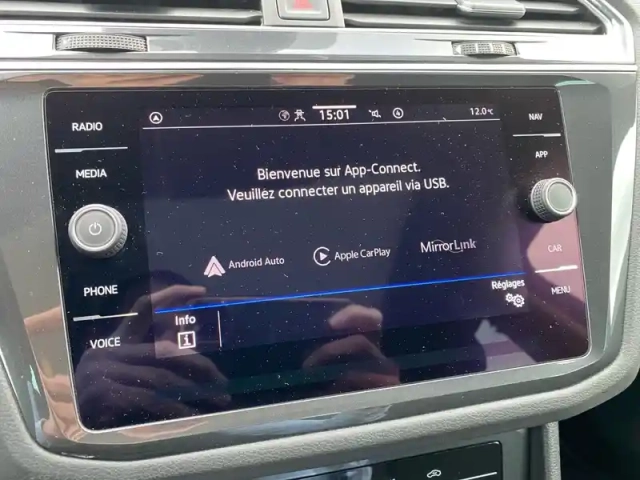 RADIO
15:01
12.0°C
NAV
MEDIA
APP
Bienvenue sur App-Connect.
Veuillez connecter un appareil via USB.
Android Auto
Apple CarPlay
MirrorLink
CAR
PHONE
Réglages
MENU
Info
VOICE